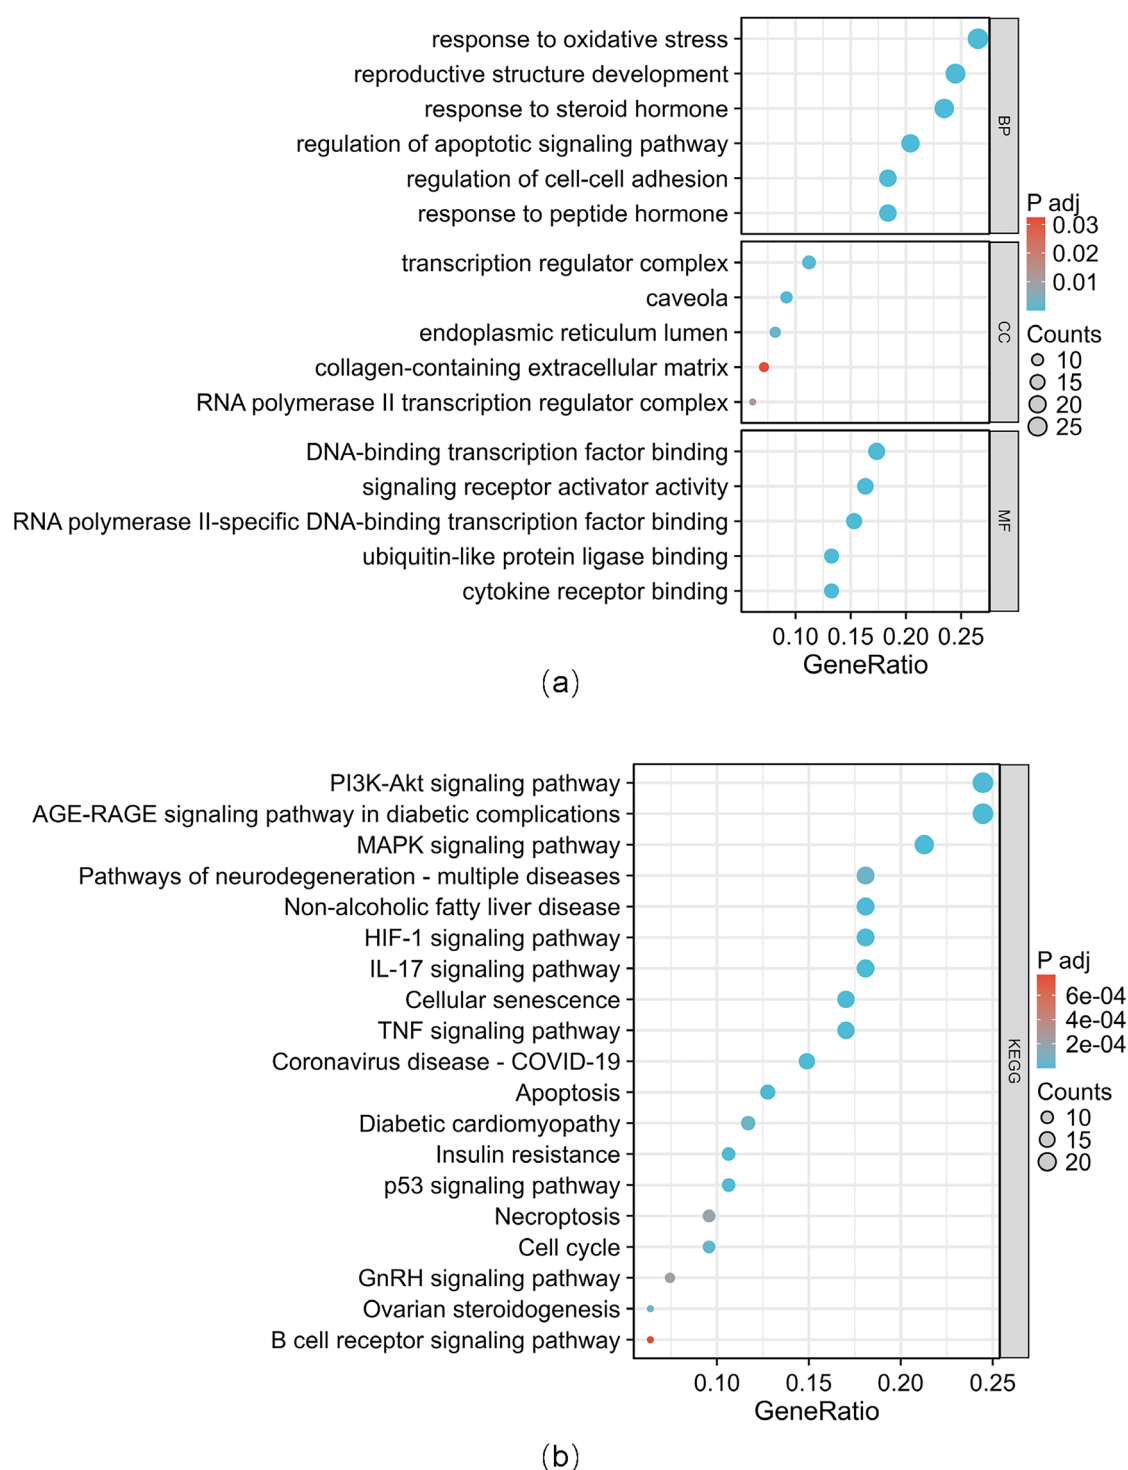 response to oxidative stress
reproductive structure development
response to steroid hormone
regulation of apoptotic signaling pathway
regulation of cell-cell adhesion
response to peptide hormone
BP
transcription regulator complex
caveola
endoplasmic reticulum lumen
collagen-containing extracellular matrix
RNA polymerase II transcription regulator complex
CC
DNA-binding transcription factor binding
signaling receptor activator activity
RNA polymerase II-specific DNA-binding transcription factor binding
ubiquitin-like protein ligase binding
cytokine receptor binding
MF
0.10 0.15 0.20 0.25
GeneRatio
P adj
0.03
0.02
0.01
Counts
10
15
20
25
(a)
PI3K-Akt signaling pathway
AGE-RAGE signaling pathway in diabetic complications
MAPK signaling pathway
Pathways of neurodegeneration - multiple diseases
Non-alcoholic fatty liver disease
HIF-1 signaling pathway
IL-17 signaling pathway
Cellular senescence
TNF signaling pathway
Coronavirus disease - COVID-19
Apoptosis
Diabetic cardiomyopathy
Insulin resistance
p53 signaling pathway
Necroptosis
Cell cycle
GnRH signaling pathway
Ovarian steroidogenesis
B cell receptor signaling pathway
KEGG
0.10 0.15 0.20 0.25
GeneRatio
P adj
6e-04
4e-04
2e-04
Counts
10
15
20
(b)